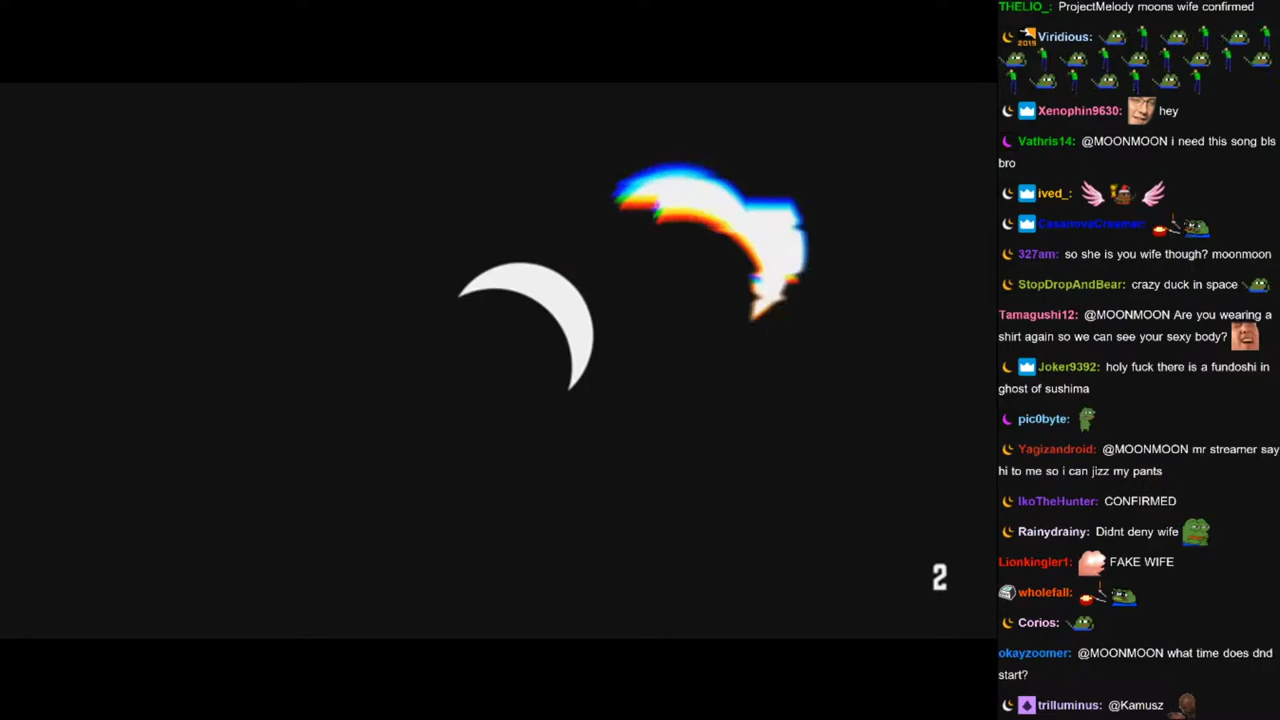 THELIO_: ProjectMelody moons wife confirmed
2019 Viridious:
Xenophin9630: hey
Vathris14: @MOONMOON i need this song bls
bro
ived_:
CasanovaCreamer:
327am: so she is you wife though? moonmoon
StopDropAndBear: crazy duck in space
Tamagushi12: @MOONMOON Are you wearing a
shirt again so we can see your sexy body?
Joker9392: holy fuck there is a fundoshi in
ghost of sushima
pic0byte:
Yagizandroid: @MOONMOON mr streamer say
hi to me so i can jizz my pants
IkoTheHunter: CONFIRMED
Rainydrainy: Didnt deny wife
Lionkingler1: FAKE WIFE
wholefall:
Corios:
okayzoomer: @MOONMOON what time does dnd
start?
trilluminus: @Kamusz
2